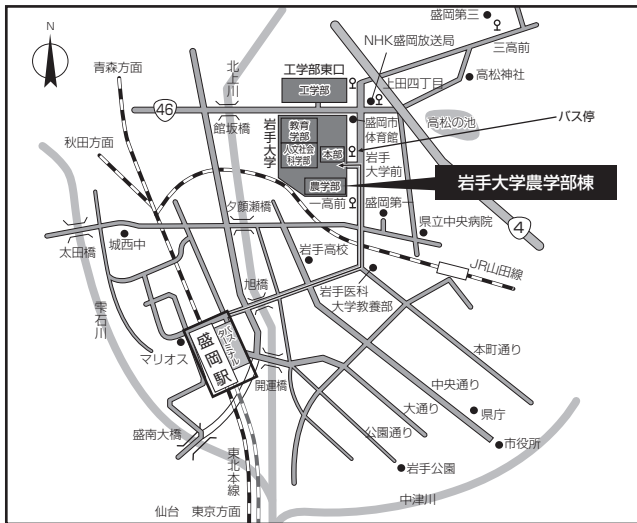 盛岡第三
N
NHK盛岡放送局
三高前
北上川
工学部東口
上田四丁目
高松神社
青森方面
工学部
46
館坂橋
岩手大学
教育
学部
人文社会
科学部
本部
盛岡市
体育館
高松の池
バス停
岩手
大学前
秋田方面
農学部
岩手大学農学部棟
一高前
盛岡第一
夕顔瀬橋
県立中央病院
4
太田橋
城西中
岩手高校
JR山田線
旭橋
岩手医科
大学教養部
雫石川
マリオス
盛岡駅
バス
ターミナル
開運橋
本町通り
中央通り
大通り
県庁
公園通り
市役所
盛南大橋
東北本線
岩手公園
中津川
仙台 東京方面